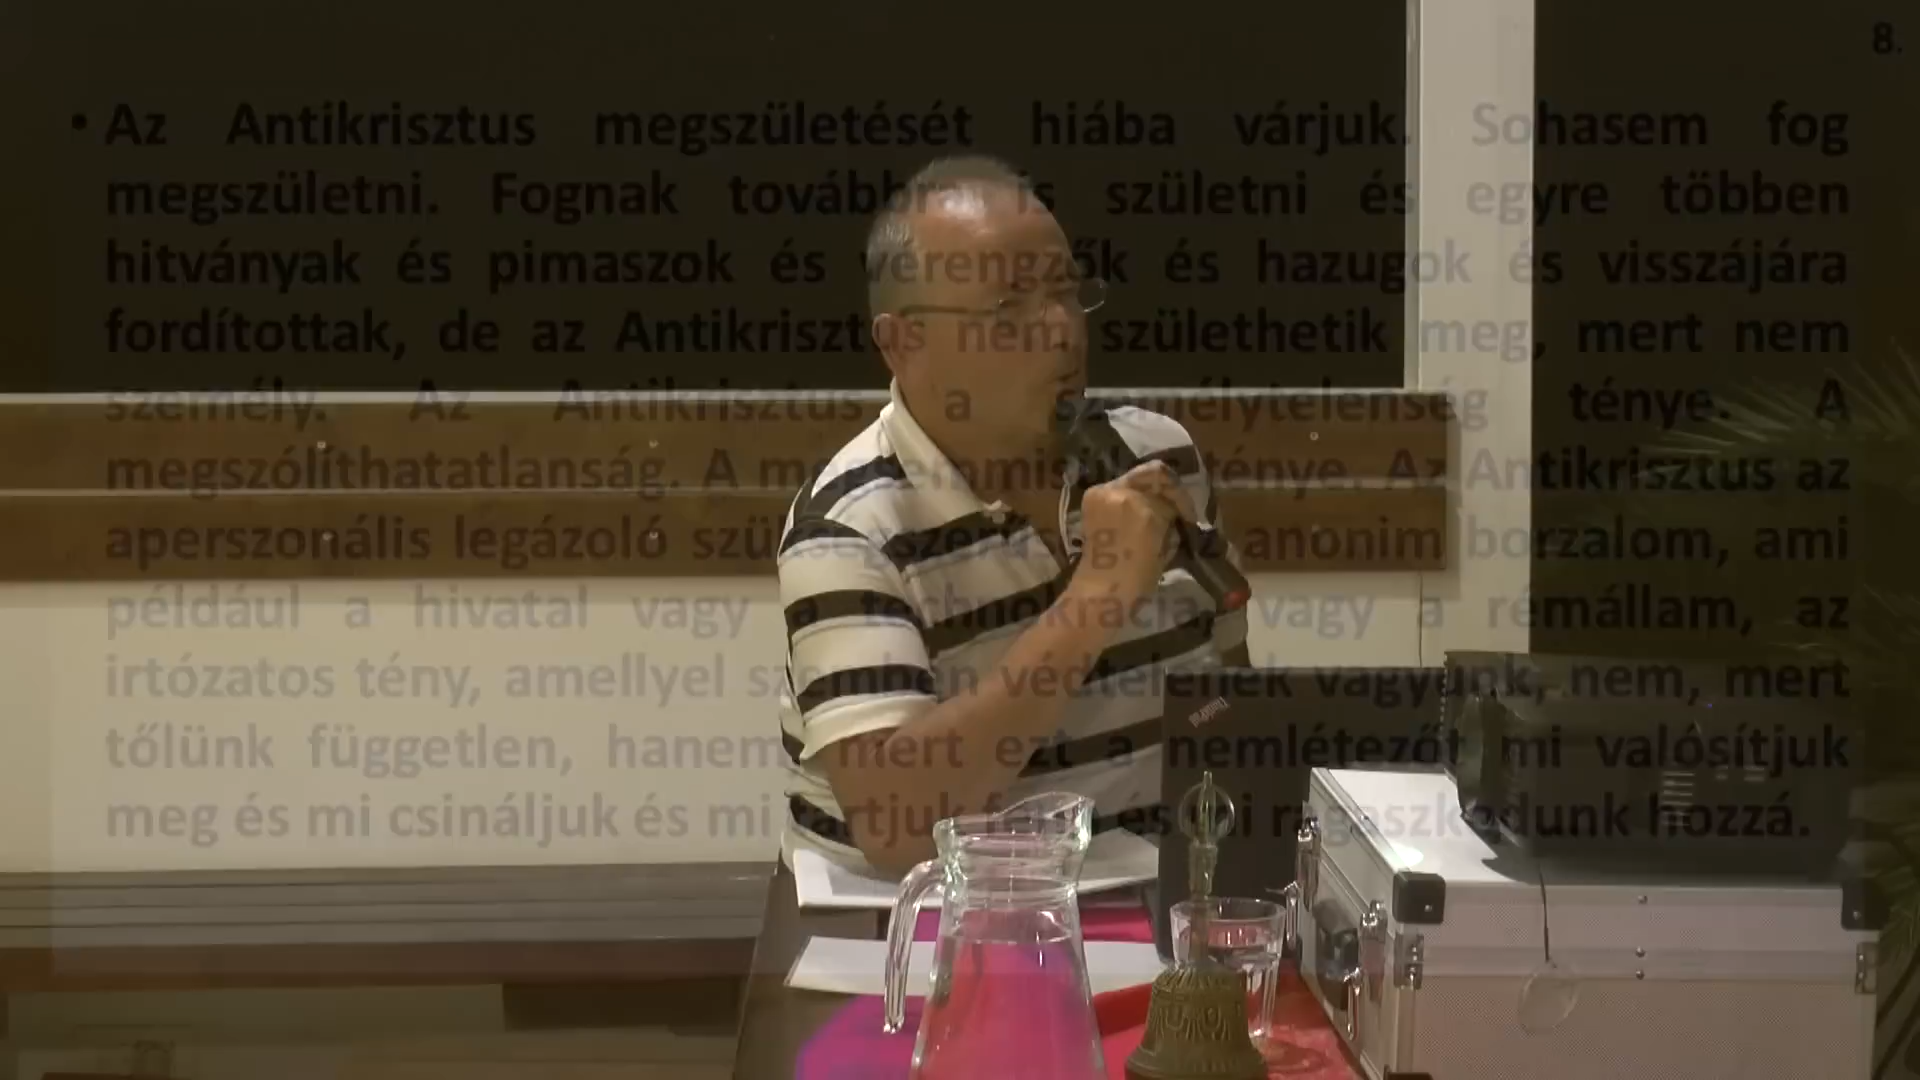 8.
• Az Antikrisztus megszületését hiába várjuk. Sohasem fog
megszületni. Fognak továbbra is születni és egyre többen
hitványak és pimaszok és vérengzők és hazugok és visszájára
fordítottak, de az Antikrisztus nem születhetik meg, mert nem
személy. Az Antikrisztus a személytelenség ténye. A
megszólíthatatlanság. A megsemmisülés ténye. Az Antikrisztus az
aperszonális legázoló szükségszerűség. Az anonim borzalom, ami
például a hivatal vagy a technokrácia, vagy a rémállam, az
irtózatos tény, amellyel szemben védtelenek vagyunk, nem, mert
tőlünk független, hanem mert ezt a nemlétezőt mi valósítjuk
meg és mi csináljuk és mi tartjuk fenn és mi ragaszkodunk hozzá.